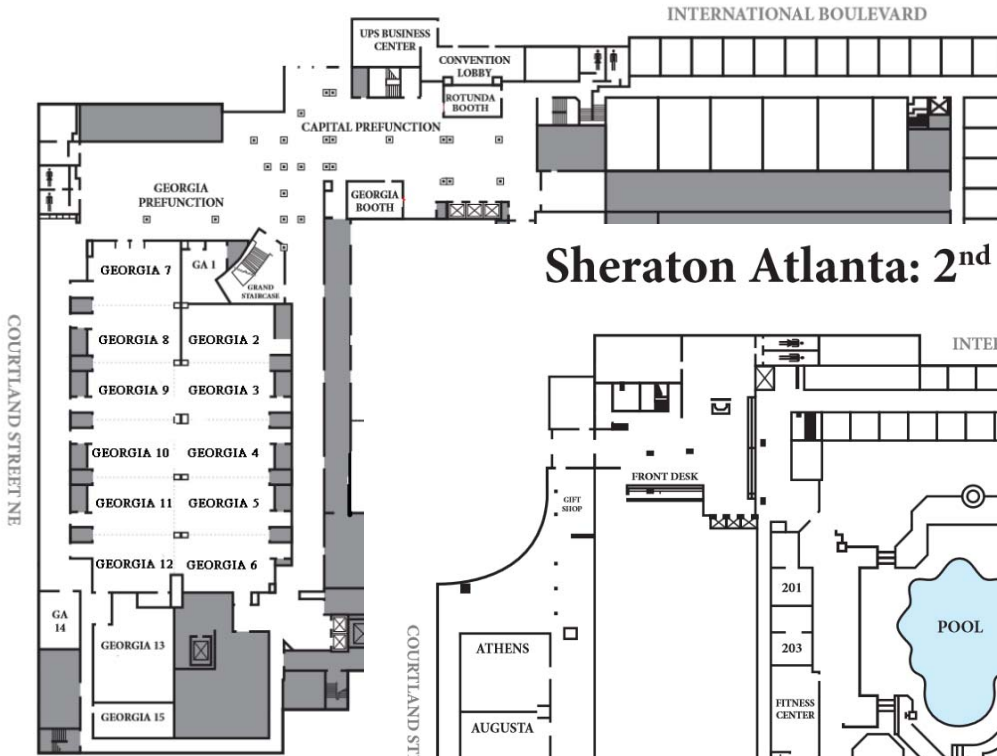 INTERNATIONAL BOULEVARD
UPS BUSINESS
CENTER
CONVENTION
LOBBY
ROTUNDA
BOOTH
CAPITAL PREFUNCTION
GEORGIA
PREFUNCTION
GEORGIA
BOOTH
GA 1
GRAND
STAIRCASE
GEORGIA 7
GEORGIA 8
GEORGIA 2
GEORGIA 9
GEORGIA 3
GEORGIA 10
GEORGIA 4
GEORGIA 11
GEORGIA 5
GEORGIA 12
GEORGIA 6
GA
14
GEORGIA 13
GEORGIA 15
COURTLAND STREET NE
Sheraton Atlanta: 2nd
INTER
FRONT DESK
GIFT
SHOP
201
203
POOL
FITNESS
CENTER
ATHENS
AUGUSTA
COURTLAND ST